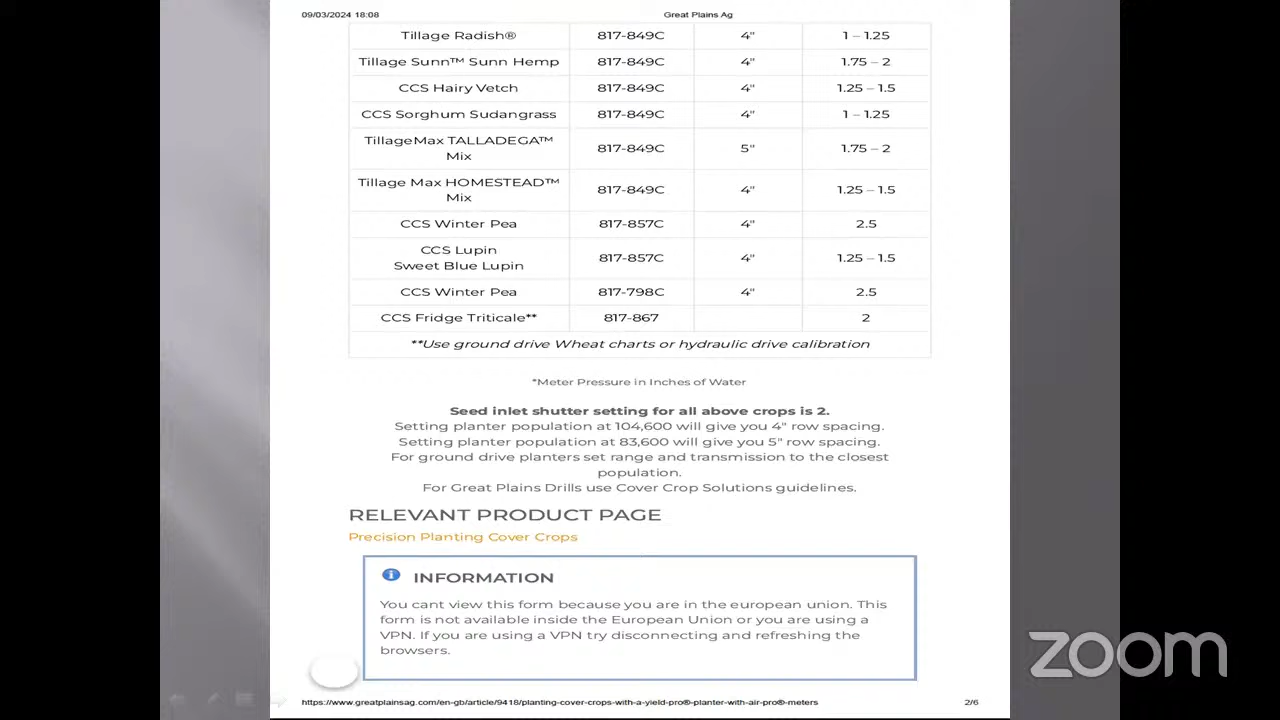 09/03/2024 18:08 Great Plains Ag
Tillage Radish® 817-849C 4" 1 – 1.25
Tillage Sunn™ Sunn Hemp 817-849C 4" 1.75 – 2
CCS Hairy Vetch 817-849C 4" 1.25 – 1.5
CCS Sorghum Sudangrass 817-849C 4" 1 – 1.25
TillageMax TALLADEGA™
Mix 817-849C 5" 1.75 – 2
Tillage Max HOMESTEAD™
Mix 817-849C 4" 1.25 – 1.5
CCS Winter Pea 817-857C 4" 2.5
CCS Lupin
Sweet Blue Lupin 817-857C 4" 1.25 – 1.5
CCS Winter Pea 817-798C 4" 2.5
CCS Fridge Triticale** 817-867 2
**Use ground drive Wheat charts or hydraulic drive calibration
*Meter Pressure in Inches of Water
Seed inlet shutter setting for all above crops is 2.
Setting planter population at 104,600 will give you 4" row spacing.
Setting planter population at 83,600 will give you 5" row spacing.
For ground drive planters set range and transmission to the closest
population.
For Great Plains Drills use Cover Crop Solutions guidelines.
RELEVANT PRODUCT PAGE
Precision Planting Cover Crops
INFORMATION
You cant view this form because you are in the european union. This
form is not available inside the European Union or you are using a
VPN. If you are using a VPN try disconnecting and refreshing the
browsers.
https://www.greatplainsag.com/en-gb/article/9418/planting-cover-crops-with-a-yield-pro®-planter-with-air-pro®-meters 2/6
zoom